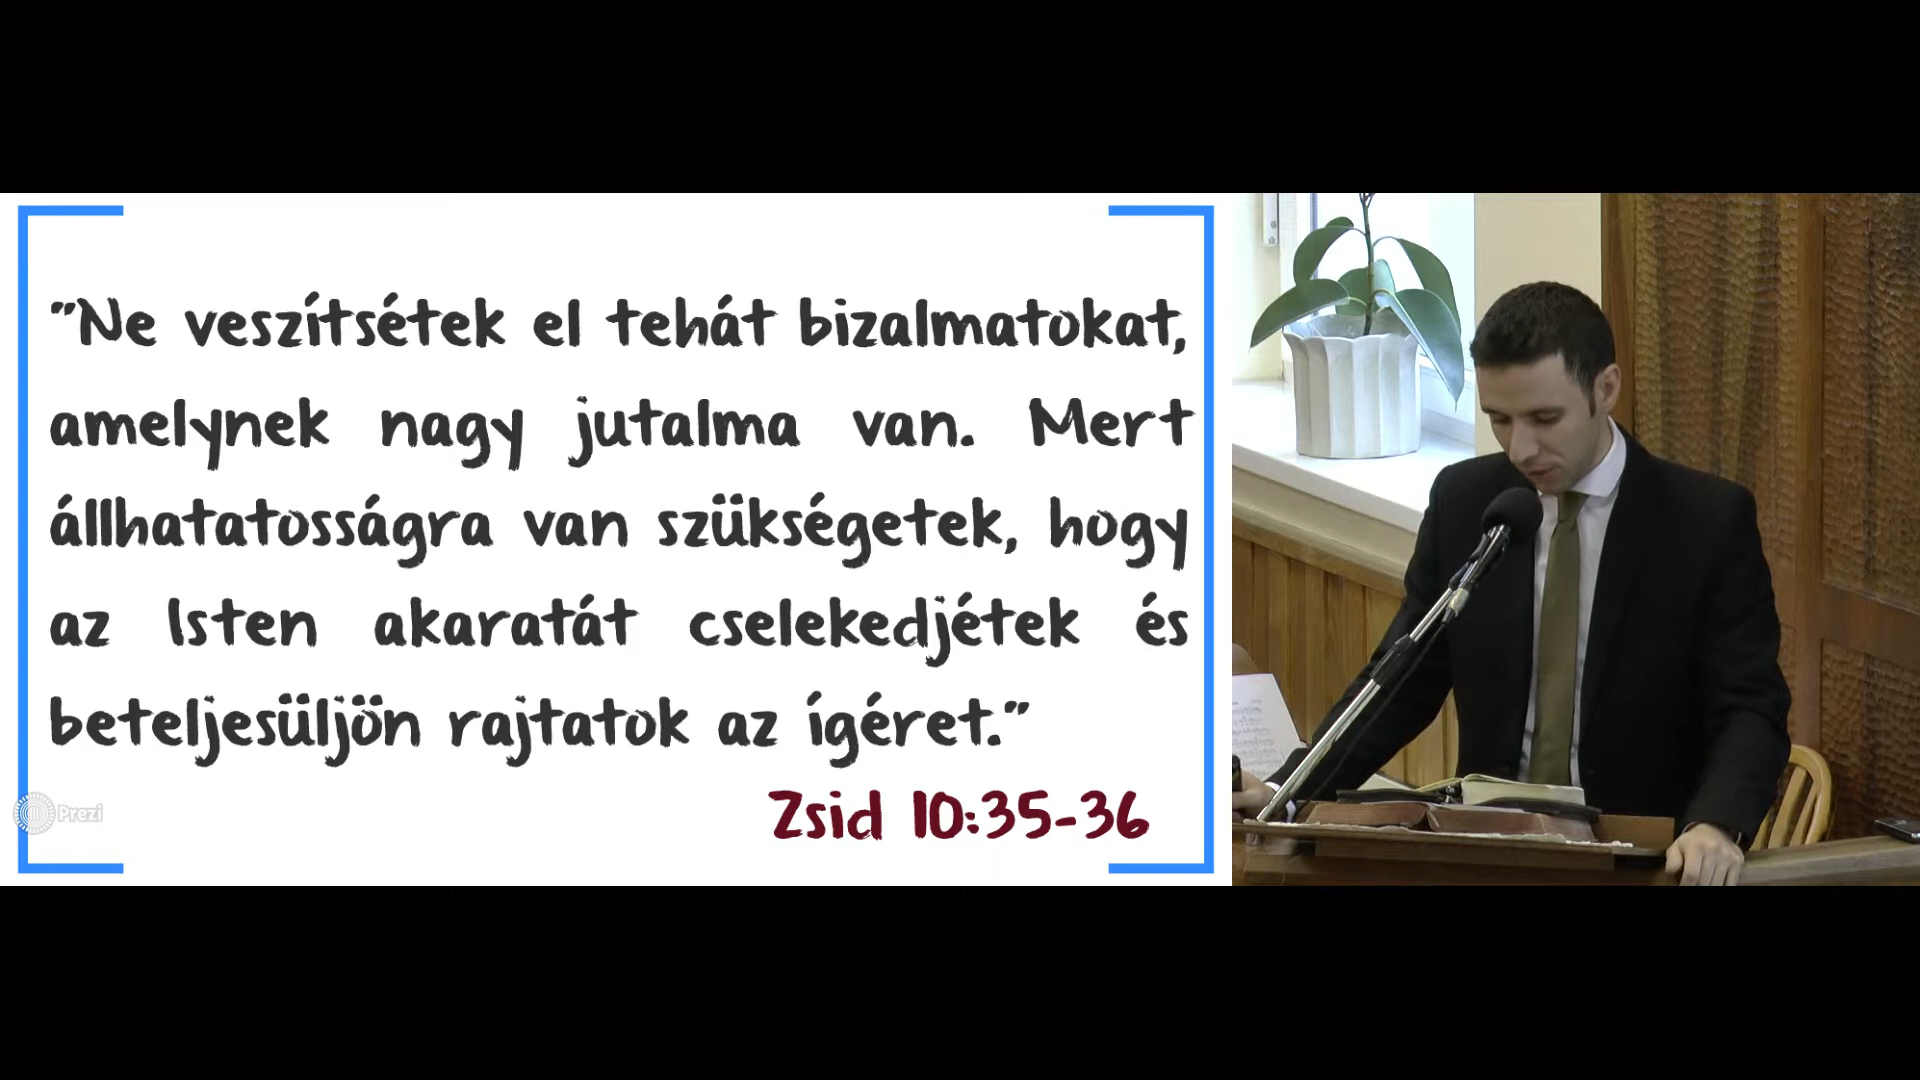 "Ne veszítsétek el tehát bizalmatokat,
amelynek nagy jutalma van. Mert
állhatatosságra van szükségetek, hogy
az Isten akaratát cselekedjétek és
beteljesüljön rajtatok az ígéret."
Zsid 10:35-36
Prezi